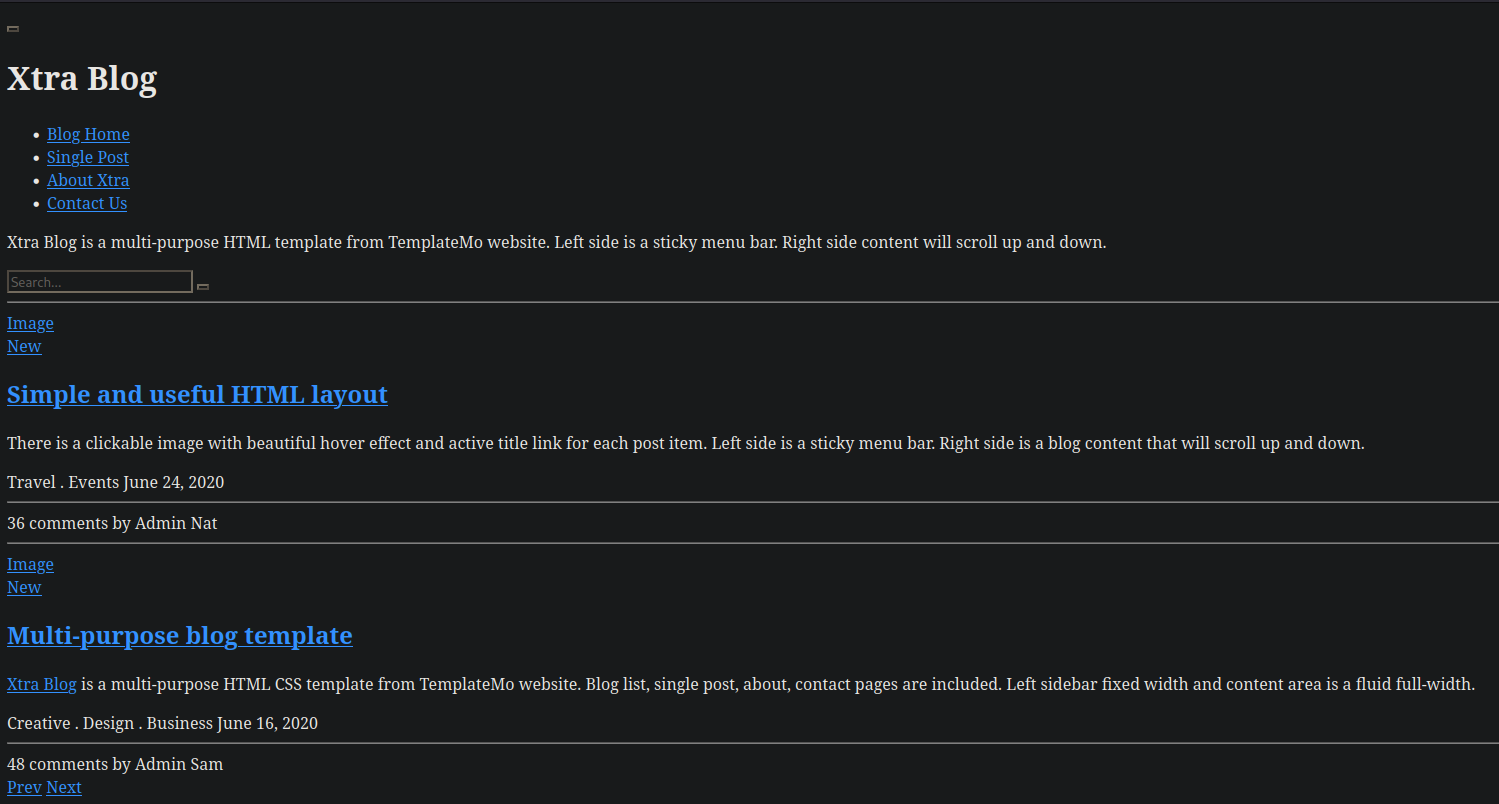 Xtra Blog
Blog Home
Single Post
About Xtra
Contact Us
Xtra Blog is a multi-purpose HTML template from TemplateMo website. Left side is a sticky menu bar. Right side content will scroll up and down.
Search...
Image
New
Simple and useful HTML layout
There is a clickable image with beautiful hover effect and active title link for each post item. Left side is a sticky menu bar. Right side is a blog content that will scroll up and down.
Travel . Events June 24, 2020
36 comments by Admin Nat
Image
New
Multi-purpose blog template
Xtra Blog is a multi-purpose HTML CSS template from TemplateMo website. Blog list, single post, about, contact pages are included. Left sidebar fixed width and content area is a fluid full-width.
Creative . Design . Business June 16, 2020
48 comments by Admin Sam
Prev Next